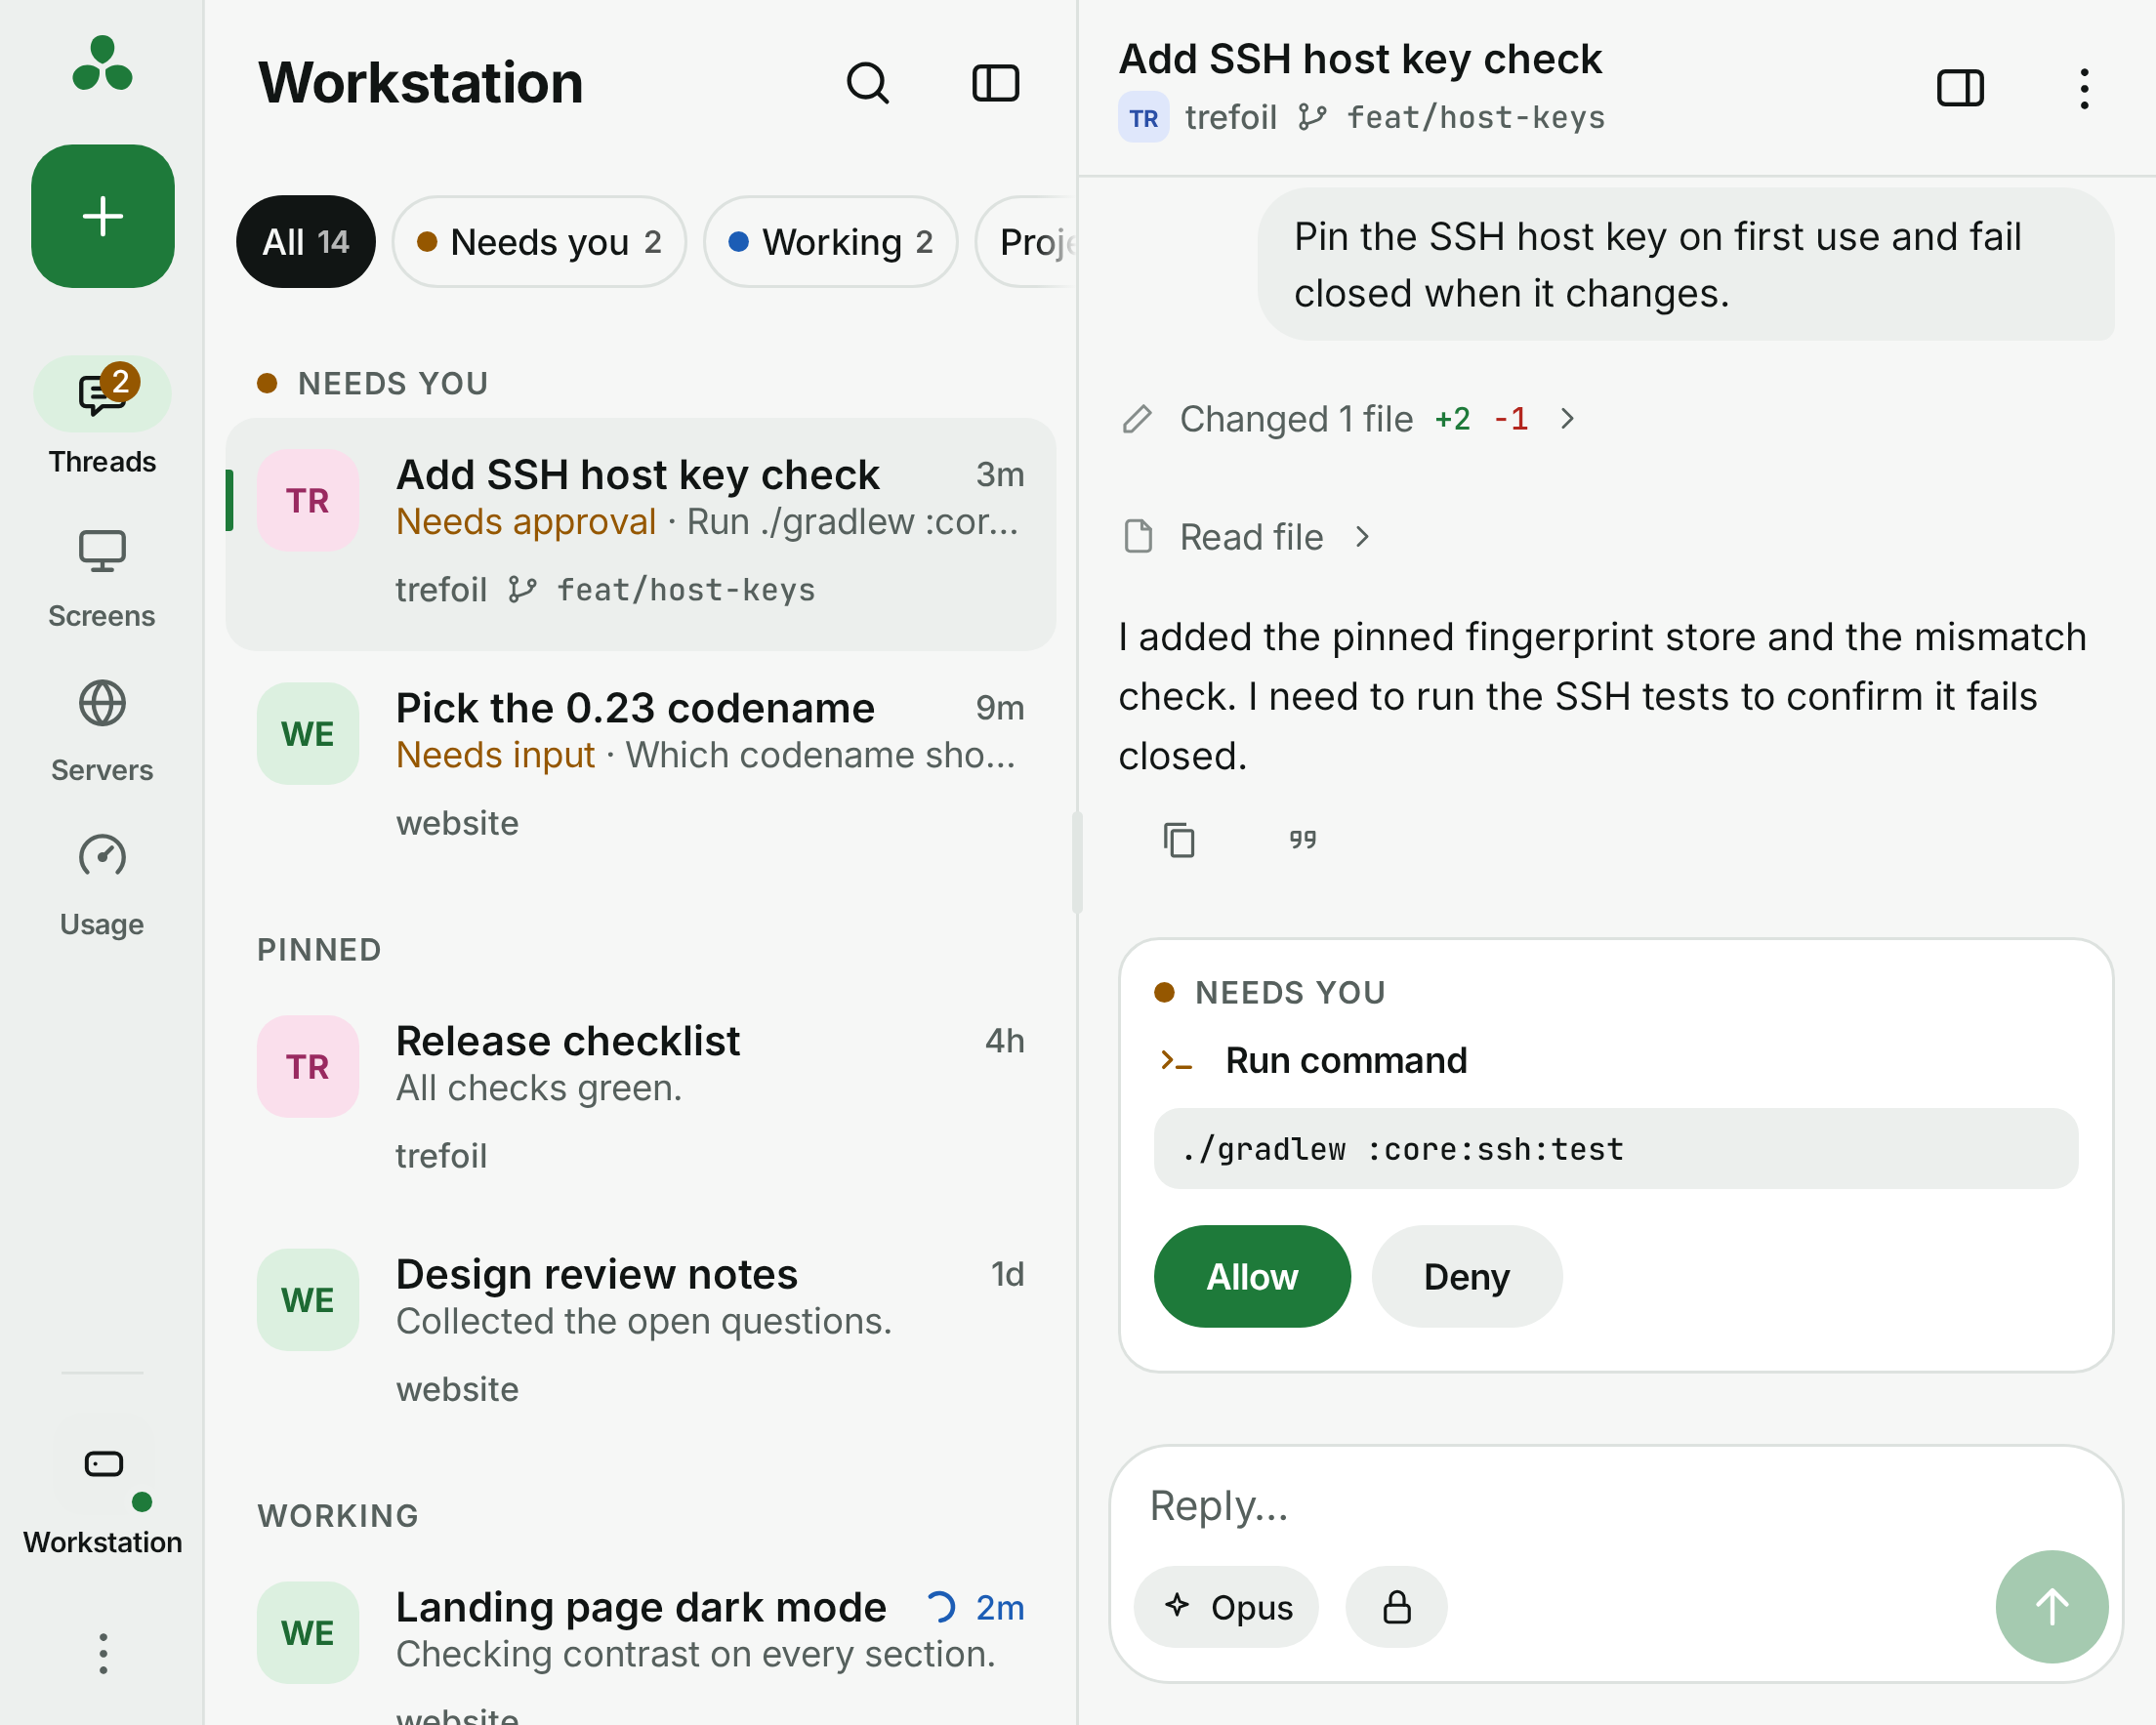 2
Threads
Screens
Servers
Usage
Workstation
Workstation
All 14
Needs you 2
Working 2
Proje
NEEDS YOU
TR
Add SSH host key check
3m
Needs approval · Run ./gradlew :cor...
trefoil feat/host-keys
WE
Pick the 0.23 codename
9m
Needs input · Which codename sho...
website
PINNED
TR
Release checklist
4h
All checks green.
trefoil
WE
Design review notes
1d
Collected the open questions.
website
WORKING
WE
Landing page dark mode
2m
Checking contrast on every section.
website
Add SSH host key check
TR trefoil feat/host-keys
Pin the SSH host key on first use and fail
closed when it changes.
Changed 1 file +2 -1
Read file
I added the pinned fingerprint store and the mismatch
check. I need to run the SSH tests to confirm it fails
closed.
NEEDS YOU
Run command
./gradlew :core:ssh:test
Allow
Deny
Reply...
Opus